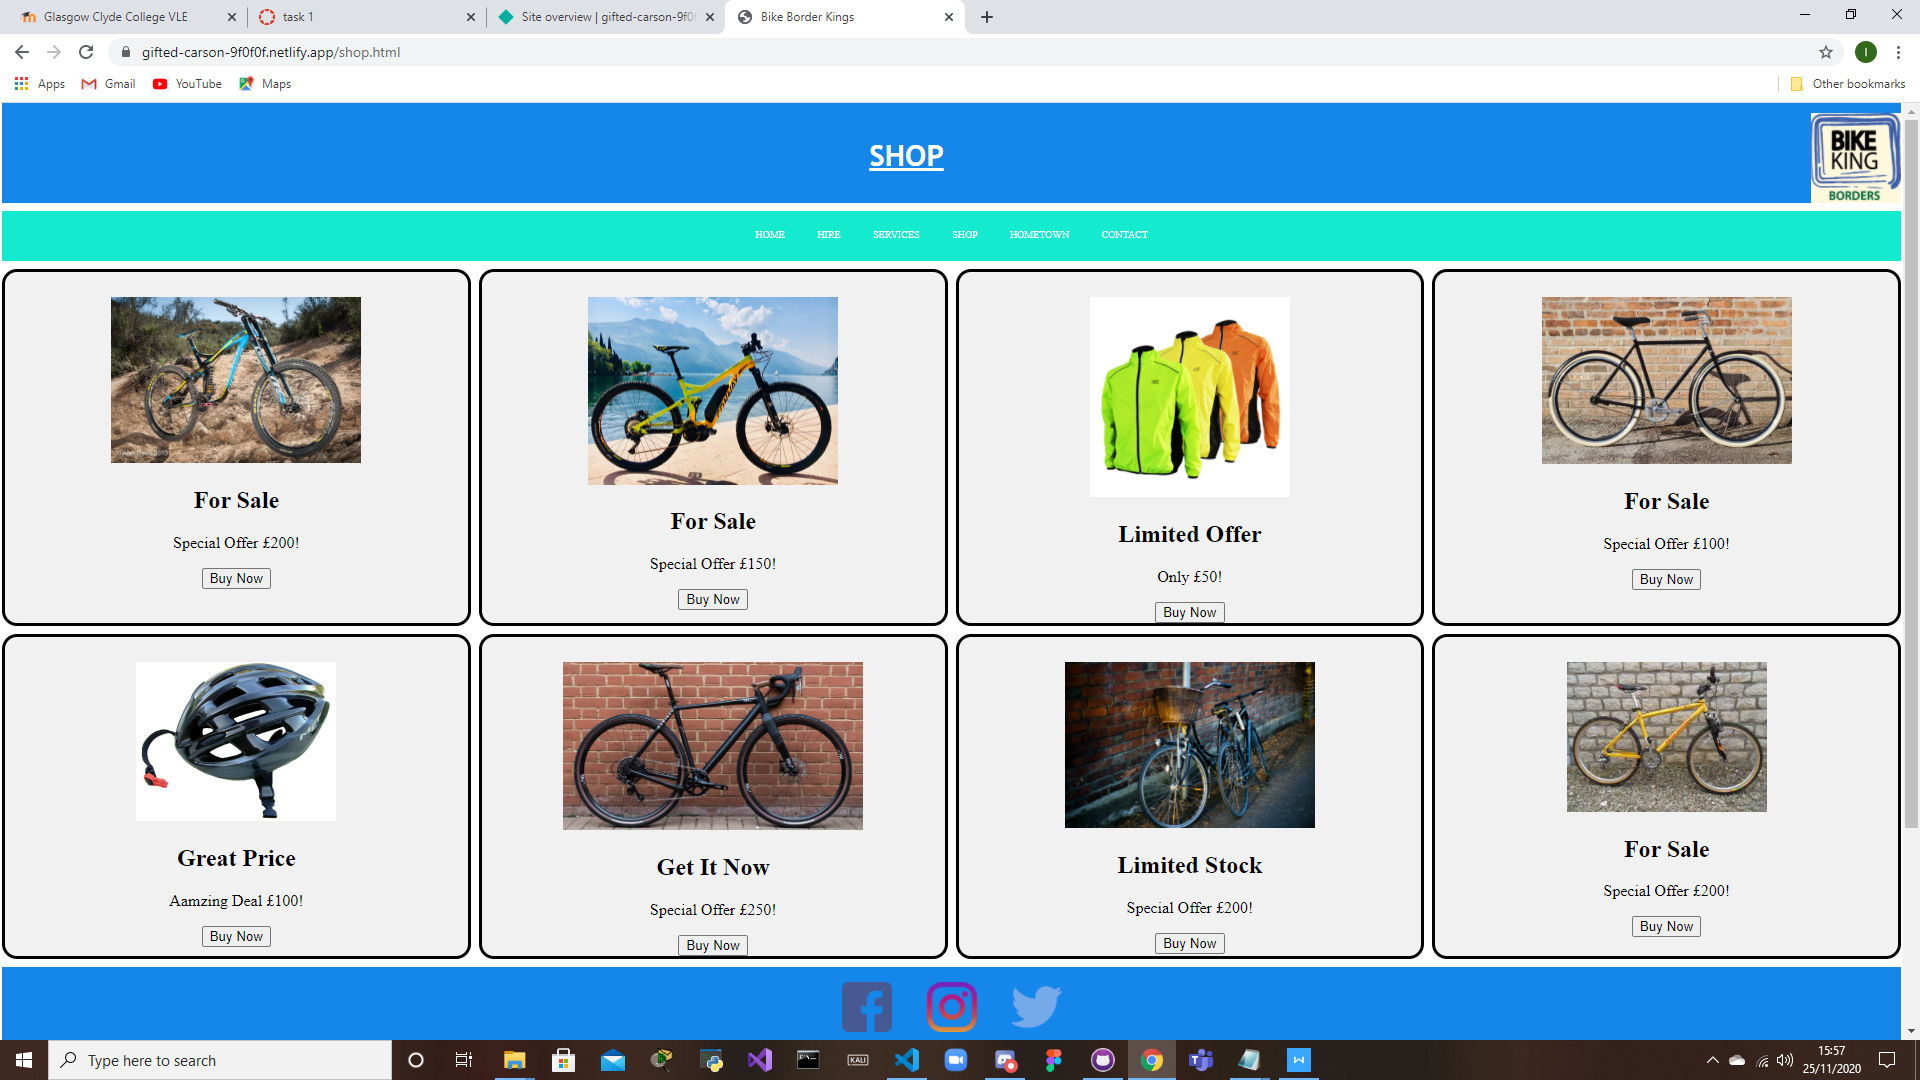 Glasgow Clyde College VLE
task 1
Site overview | gifted-carson-9f0f
Bike Border Kings
gifted-carson-9f0f0f.netlify.app/shop.html
I
Apps
Gmail
YouTube
Maps
Other bookmarks
SHOP
BIKE
KING
BORDERS
HOME
HIRE
SERVICES
SHOP
HOMETOWN
CONTACT
For Sale
Special Offer £200!
Buy Now
For Sale
Special Offer £150!
Buy Now
Limited Offer
Only £50!
Buy Now
For Sale
Special Offer £100!
Buy Now
Great Price
Aamzing Deal £100!
Buy Now
Get It Now
Special Offer £250!
Buy Now
Limited Stock
Special Offer £200!
Buy Now
For Sale
Special Offer £200!
Buy Now
Type here to search
KALI
15:57
25/11/2020